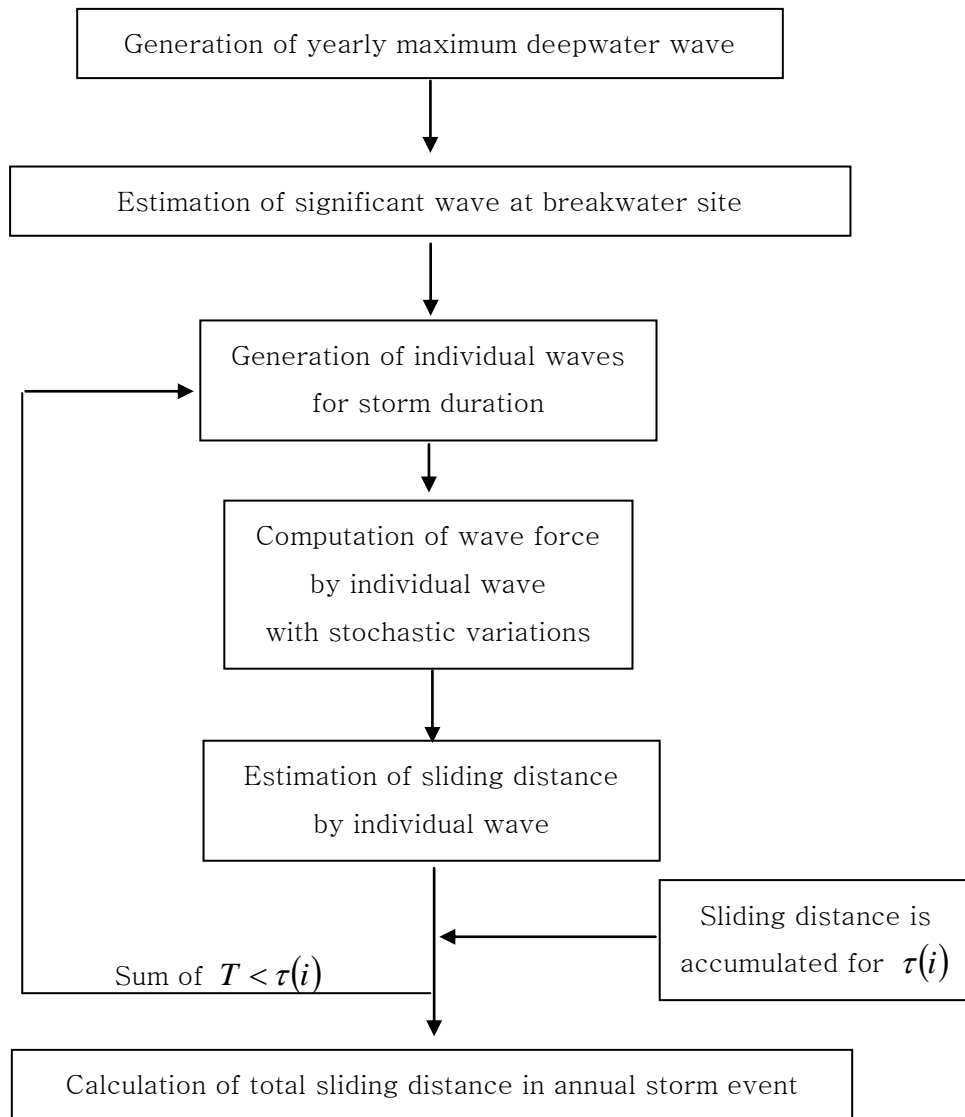 Generation of yearly maximum deepwater wave
Estimation of significant wave at breakwater site
Generation of individual waves
for storm duration
Computation of wave force
by individual wave
with stochastic variations
Estimation of sliding distance
by individual wave
Sliding distance is
accumulated for τ(i)
Sum of T < τ(i)
Calculation of total sliding distance in annual storm event